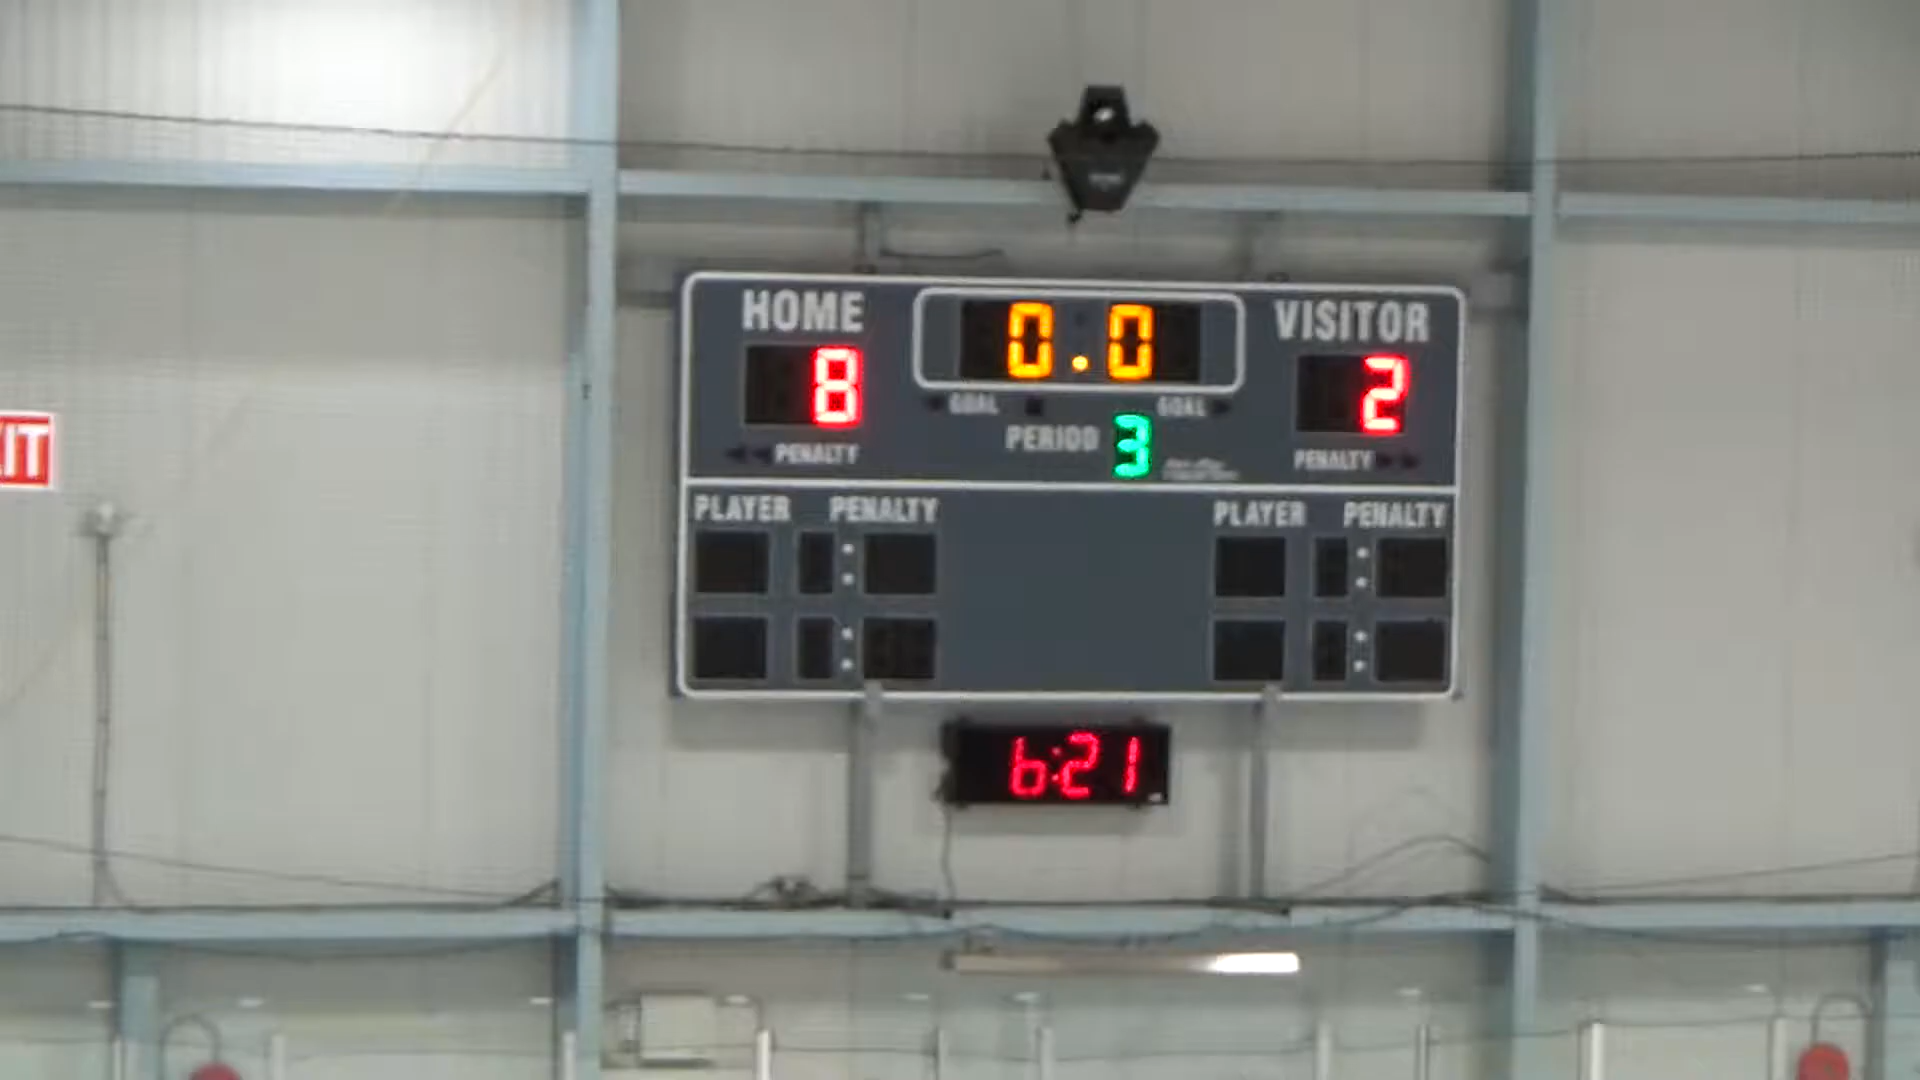 HOME
0.0
VISITOR
8
2
GOAL
GOAL
PERIOD 3
PENALTY
PENALTY
PLAYER PENALTY
PLAYER PENALTY
IT
6:21